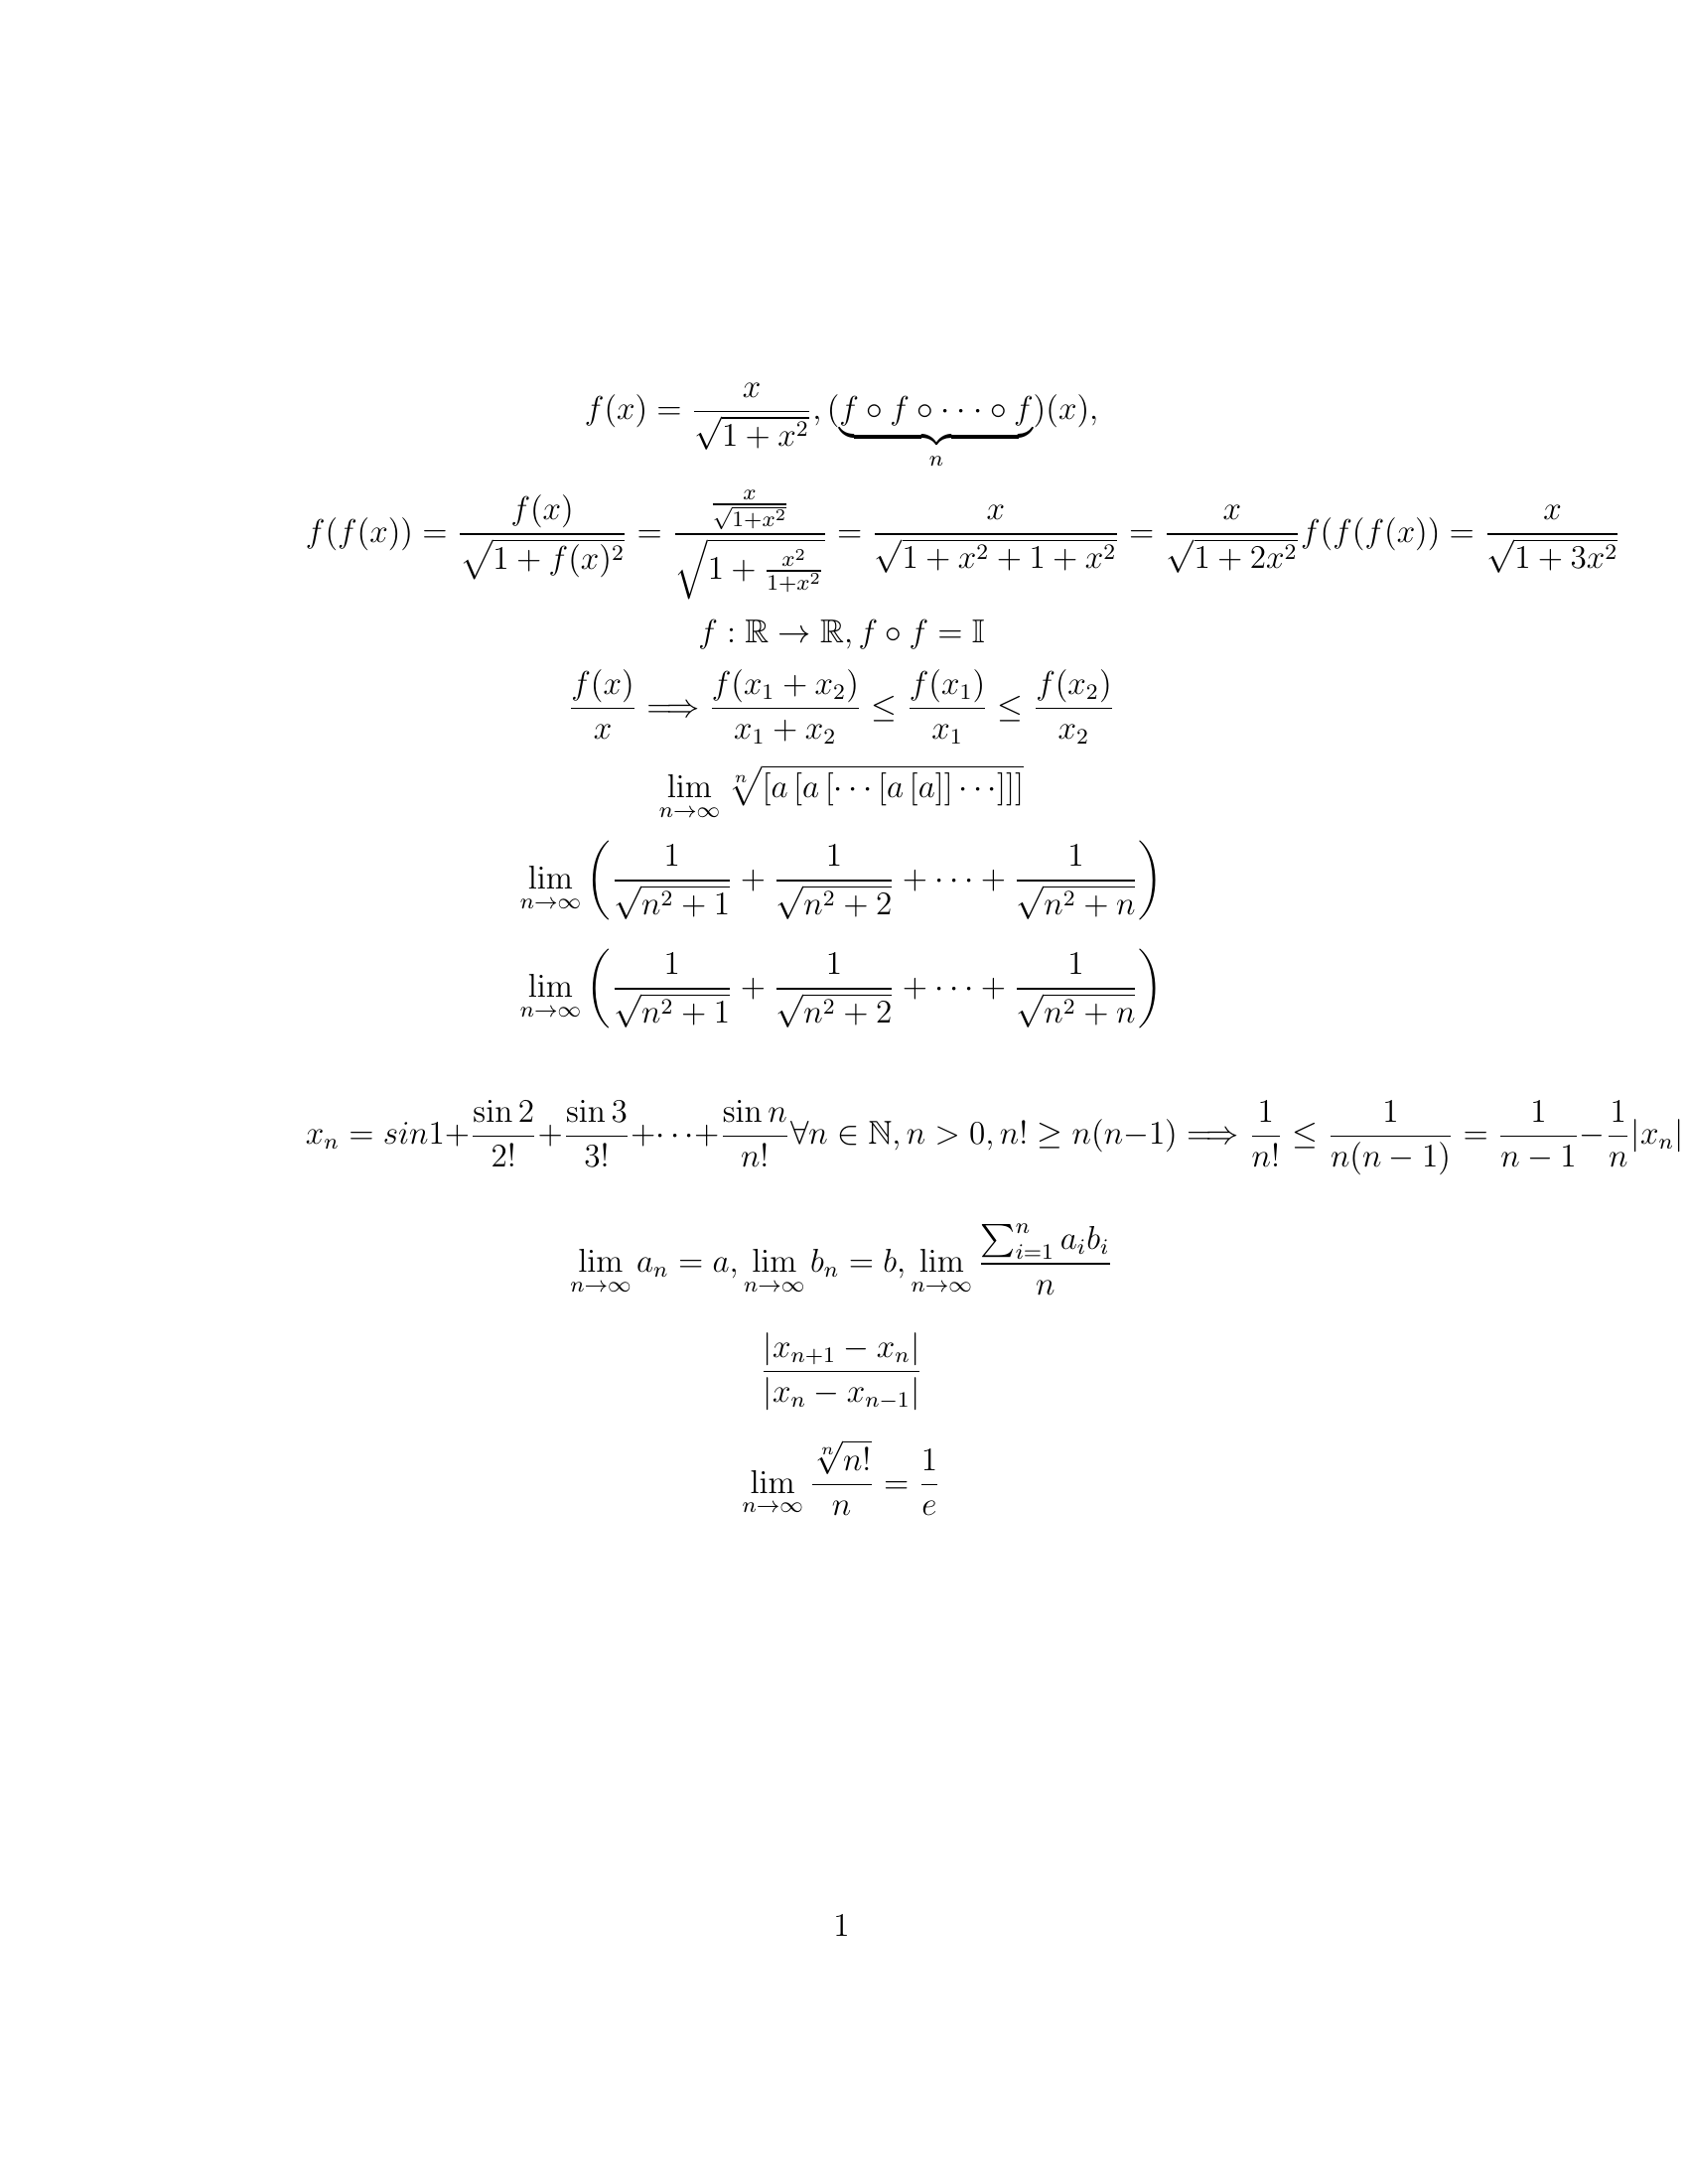 $f(x) = \frac{x}{\sqrt{1+x^2}}, (\underbrace{f \circ f \circ \cdots \circ f}_{n})(x),$
$f(f(x)) = \frac{f(x)}{\sqrt{1+f(x)^2}} = \frac{\frac{x}{\sqrt{1+x^2}}}{\sqrt{1+\frac{x^2}{1+x^2}}} = \frac{x}{\sqrt{1+x^2+1+x^2}} = \frac{x}{\sqrt{1+2x^2}} f(f(f(x)) = \frac{x}{\sqrt{1+3x^2}}$
$f : \mathbb{R} \to \mathbb{R}, f \circ f = \mathbb{I}$
$\frac{f(x)}{x} \Longrightarrow \frac{f(x_1+x_2)}{x_1+x_2} \leq \frac{f(x_1)}{x_1} \leq \frac{f(x_2)}{x_2}$
$\lim_{n\to\infty} \sqrt[n]{[a[a[\cdots[a[a]]\cdots]]]}$
$\lim_{n\to\infty} \left( \frac{1}{\sqrt{n^2+1}} + \frac{1}{\sqrt{n^2+2}} + \cdots + \frac{1}{\sqrt{n^2+n}} \right)$
$\lim_{n\to\infty} \left( \frac{1}{\sqrt{n^2+1}} + \frac{1}{\sqrt{n^2+2}} + \cdots + \frac{1}{\sqrt{n^2+n}} \right)$
$x_n = sin1 + \frac{\sin 2}{2!} + \frac{\sin 3}{3!} + \cdots + \frac{\sin n}{n!} \forall n \in \mathbb{N}, n > 0, n! \geq n(n-1) \Longrightarrow \frac{1}{n!} \leq \frac{1}{n(n-1)} = \frac{1}{n-1} - \frac{1}{n} |x_n|$
$\lim_{n\to\infty} a_n = a, \lim_{n\to\infty} b_n = b, \lim_{n\to\infty} \frac{\sum_{i=1}^{n} a_i b_i}{n}$
$\frac{|x_{n+1} - x_n|}{|x_n - x_{n-1}|}$
$\lim_{n\to\infty} \frac{\sqrt[n]{n!}}{n} = \frac{1}{e}$
1